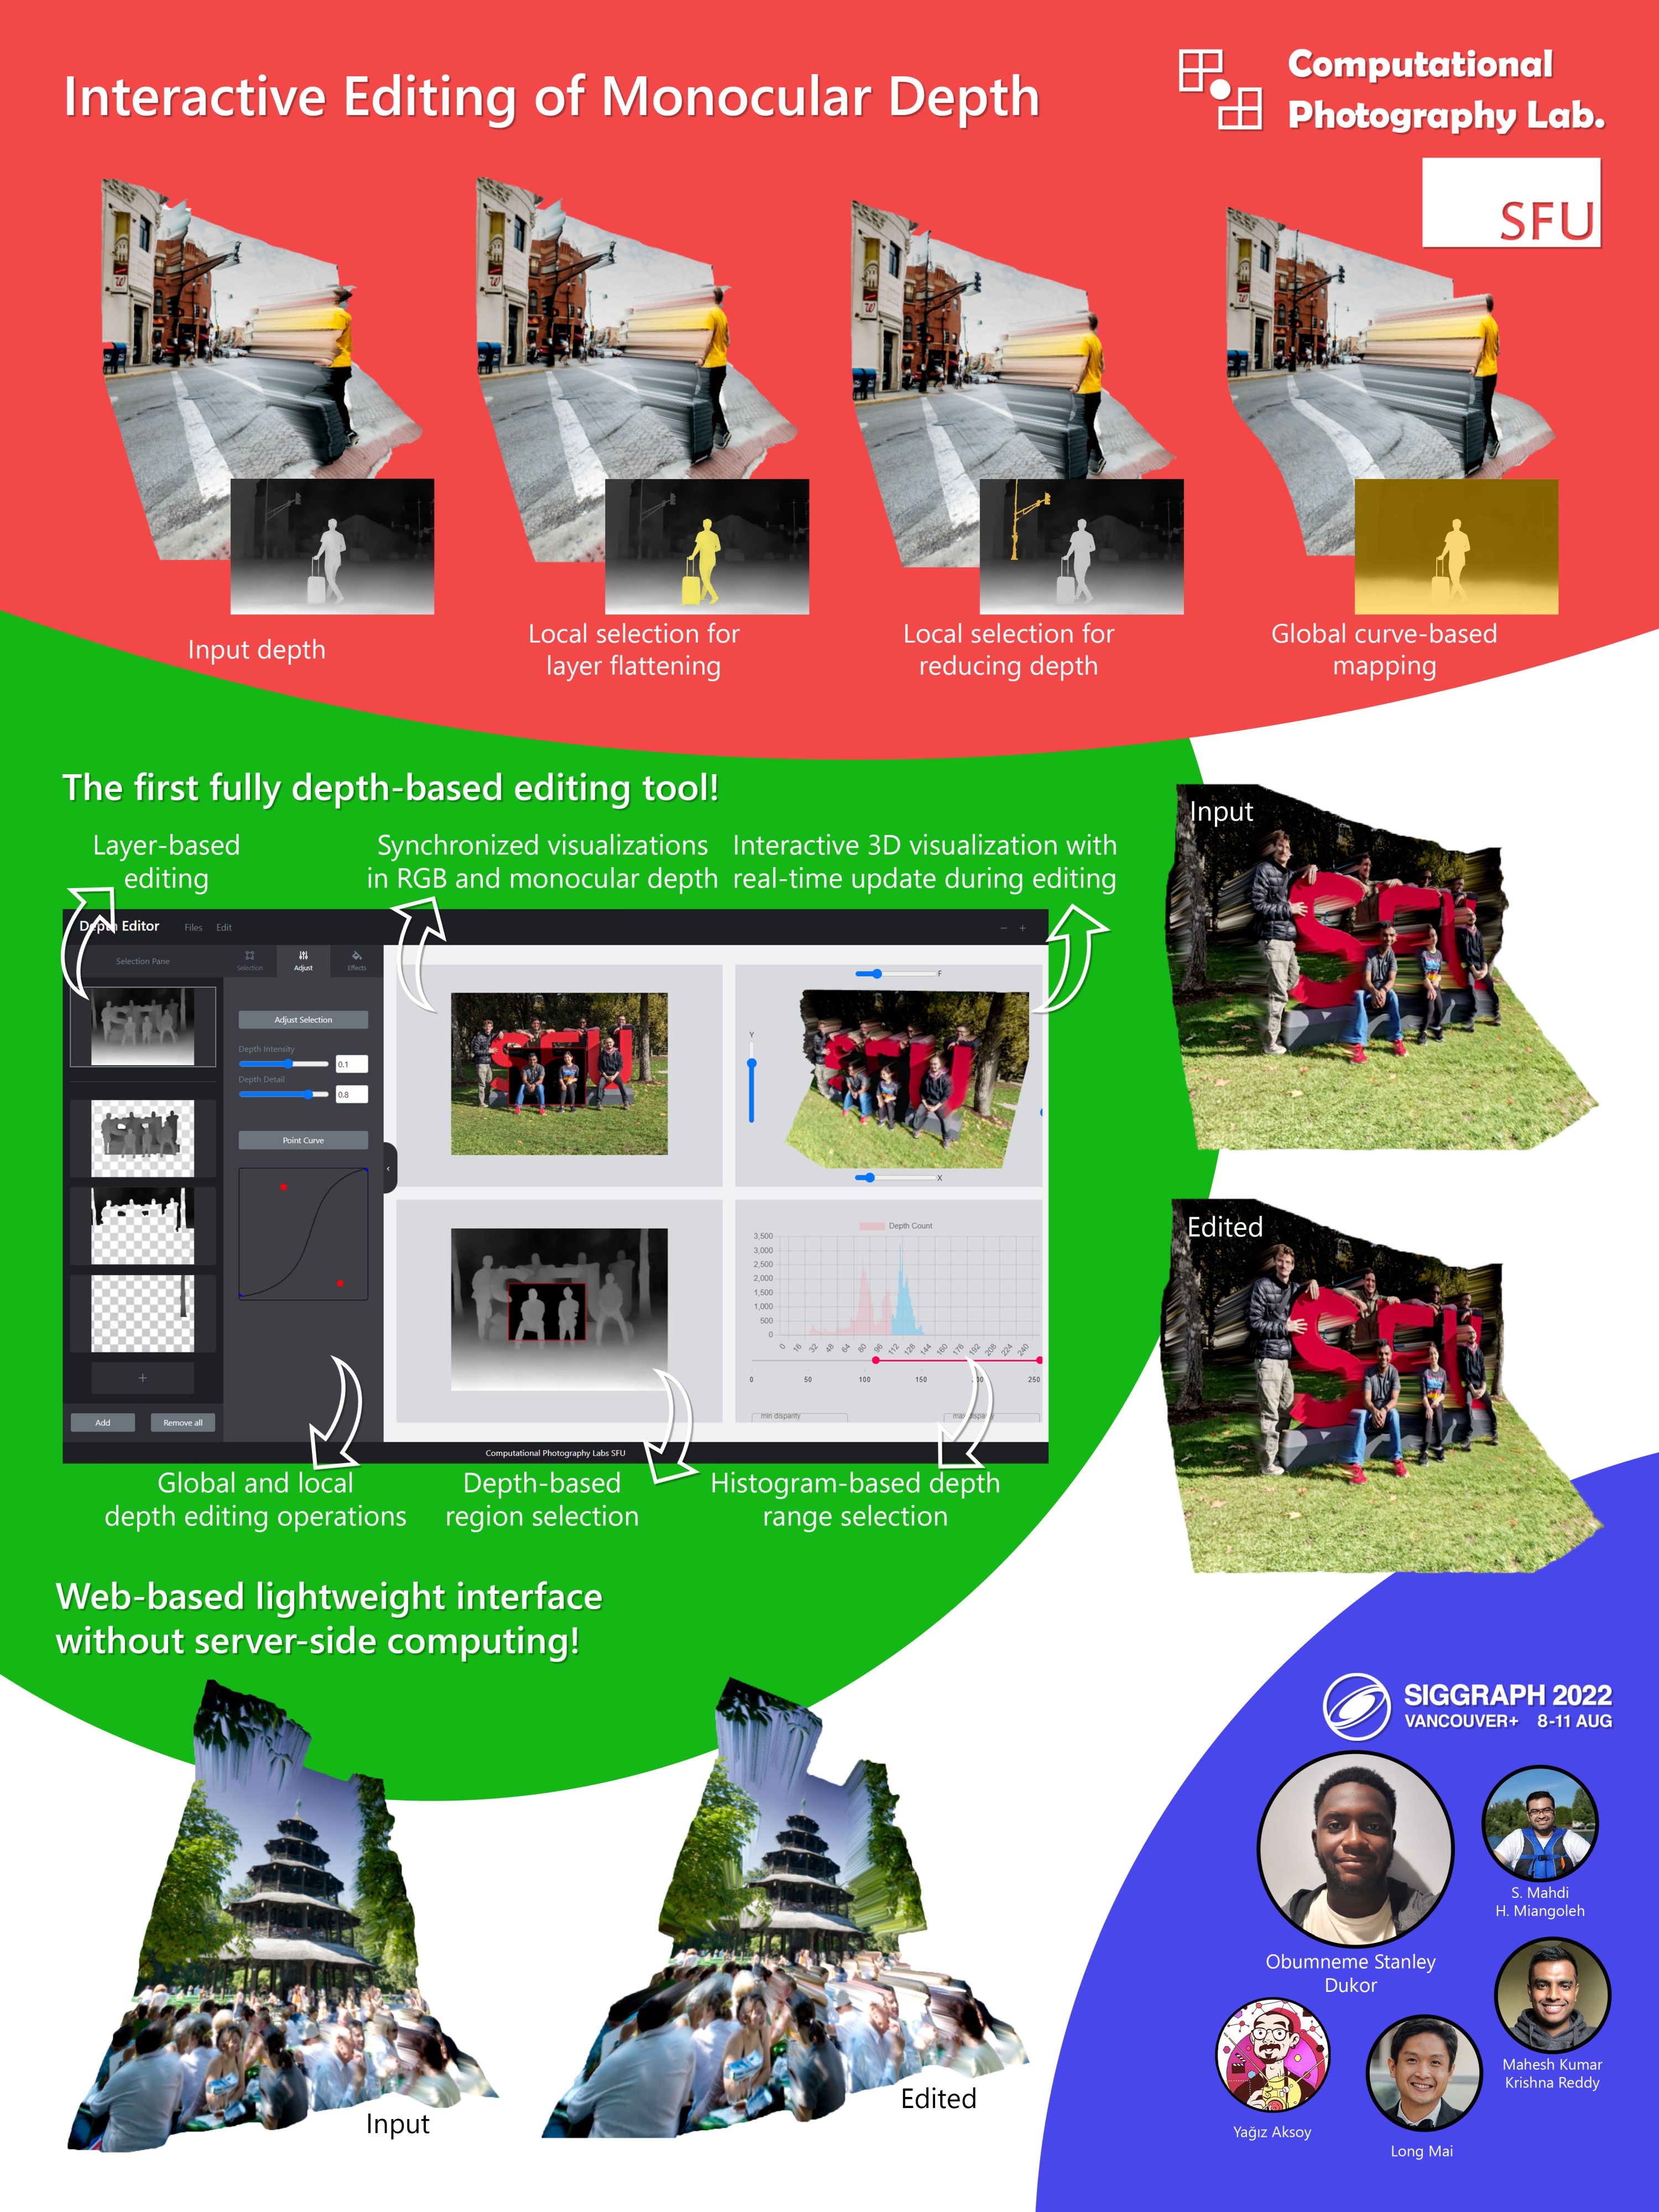 Interactive Editing of Monocular Depth
Computational
Photography Lab.
SFU
Input depth
Local selection for
layer flattening
Local selection for
reducing depth
Global curve-based
mapping
The first fully depth-based editing tool!
Layer-based
editing
Synchronized visualizations
in RGB and monocular depth
Interactive 3D visualization with
real-time update during editing
Depth Editor
Files
Edit
Selection Pane
Selection
Adjust
Effects
Adjust Selection
Depth Intensity
0.1
Depth Detail
0.8
Point Curve
Add
Remove all
F
Y
X
Depth Count
3,500
3,000
2,500
2,000
1,500
1,000
500
0
0 16 32 48 64 80 96 112 128 144 160 176 192 208 224 240
0 50 100 150 200 250
min disparity
max disparity
Computational Photography Labs SFU
Global and local
depth editing operations
Depth-based
region selection
Histogram-based depth
range selection
Input
Edited
Web-based lightweight interface
without server-side computing!
Input
Edited
SIGGRAPH 2022
VANCOUVER+ 8-11 AUG
Obumneme Stanley
Dukor
S. Mahdi
H. Miangoleh
Mahesh Kumar
Krishna Reddy
Yağız Aksoy
Long Mai